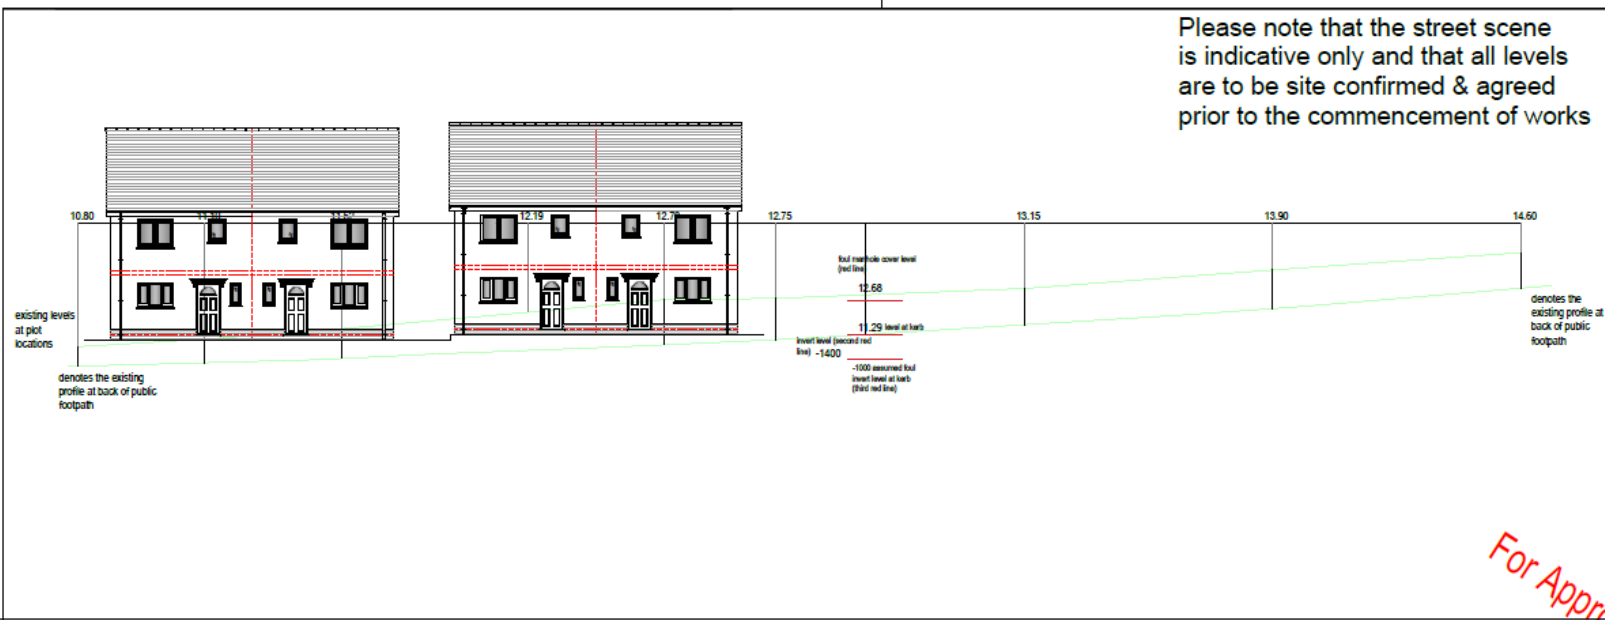 Please note that the street scene
is indicative only and that all levels
are to be site confirmed & agreed
prior to the commencement of works
10.80
12.19
12.75
13.15
13.90
14.60
foul manhole cover level
(red line)
12.68
11.29 level at kerb
invert level (second red
line) -1400
-1000 assumed foul
invert level at kerb
(third red line)
existing levels
at plot
locations
denotes the existing
profile at back of public
footpath
denotes the
existing profile at
back of public
footpath
For